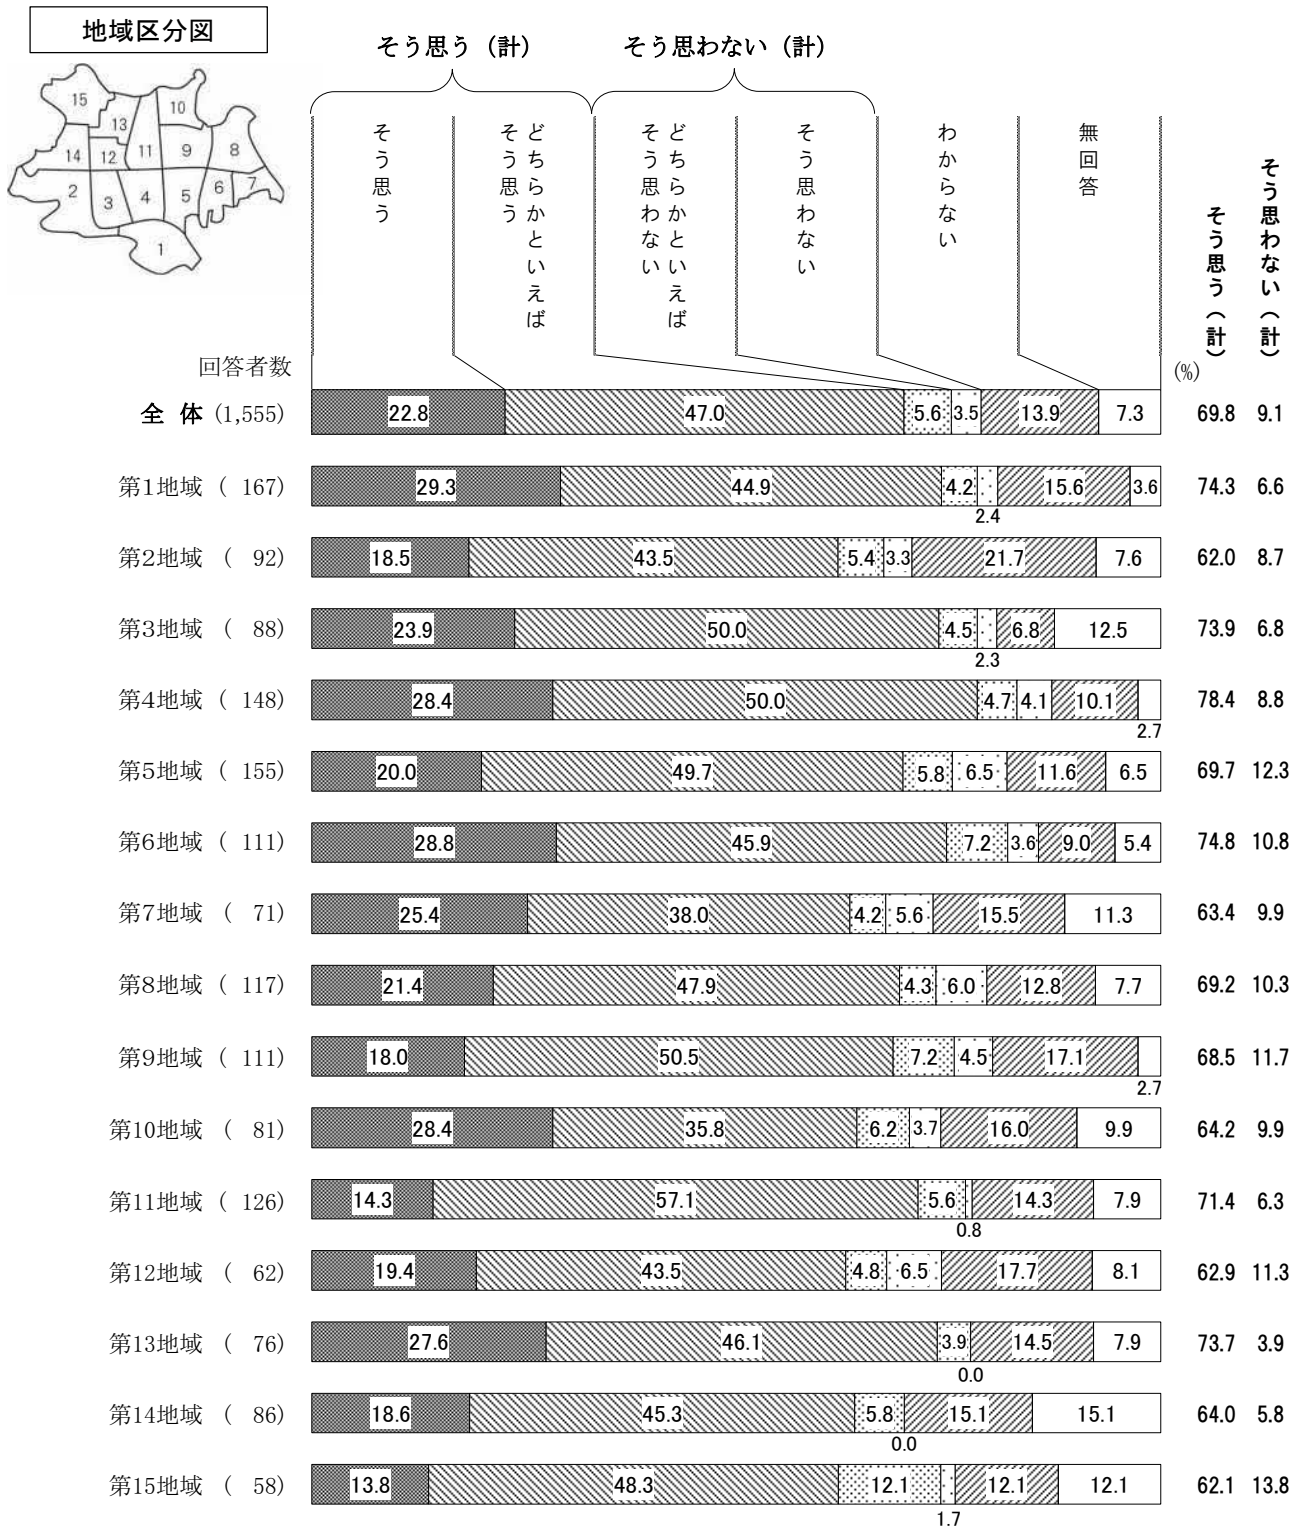 地域区分図
15
10
13
14
12
11
9
8
2
3
4
5
6
7
1
そう思う（計）
そう思わない（計）
そう思う
どちらかといえば
そう思う
どちらかといえば
そう思わない
そう思わない
わからない
無回答
そう思う（計）
そう思わない（計）
回答者数
(%)
全 体 (1,555) 22.8 47.0 5.6 3.5 13.9 7.3 69.8 9.1
第1地域 ( 167) 29.3 44.9 4.2 15.6 3.6 74.3 6.6
2.4
第2地域 ( 92) 18.5 43.5 5.4 3.3 21.7 7.6 62.0 8.7
第3地域 ( 88) 23.9 50.0 4.5 6.8 12.5 73.9 6.8
2.3
第4地域 ( 148) 28.4 50.0 4.7 4.1 10.1 78.4 8.8
2.7
第5地域 ( 155) 20.0 49.7 5.8 6.5 11.6 6.5 69.7 12.3
第6地域 ( 111) 28.8 45.9 7.2 3.6 9.0 5.4 74.8 10.8
第7地域 ( 71) 25.4 38.0 4.2 5.6 15.5 11.3 63.4 9.9
第8地域 ( 117) 21.4 47.9 4.3 6.0 12.8 7.7 69.2 10.3
第9地域 ( 111) 18.0 50.5 7.2 4.5 17.1 68.5 11.7
2.7
第10地域 ( 81) 28.4 35.8 6.2 3.7 16.0 9.9 64.2 9.9
第11地域 ( 126) 14.3 57.1 5.6 14.3 7.9 71.4 6.3
0.8
第12地域 ( 62) 19.4 43.5 4.8 6.5 17.7 8.1 62.9 11.3
第13地域 ( 76) 27.6 46.1 3.9 14.5 7.9 73.7 3.9
0.0
第14地域 ( 86) 18.6 45.3 5.8 15.1 15.1 64.0 5.8
0.0
第15地域 ( 58) 13.8 48.3 12.1 12.1 12.1 62.1 13.8
1.7